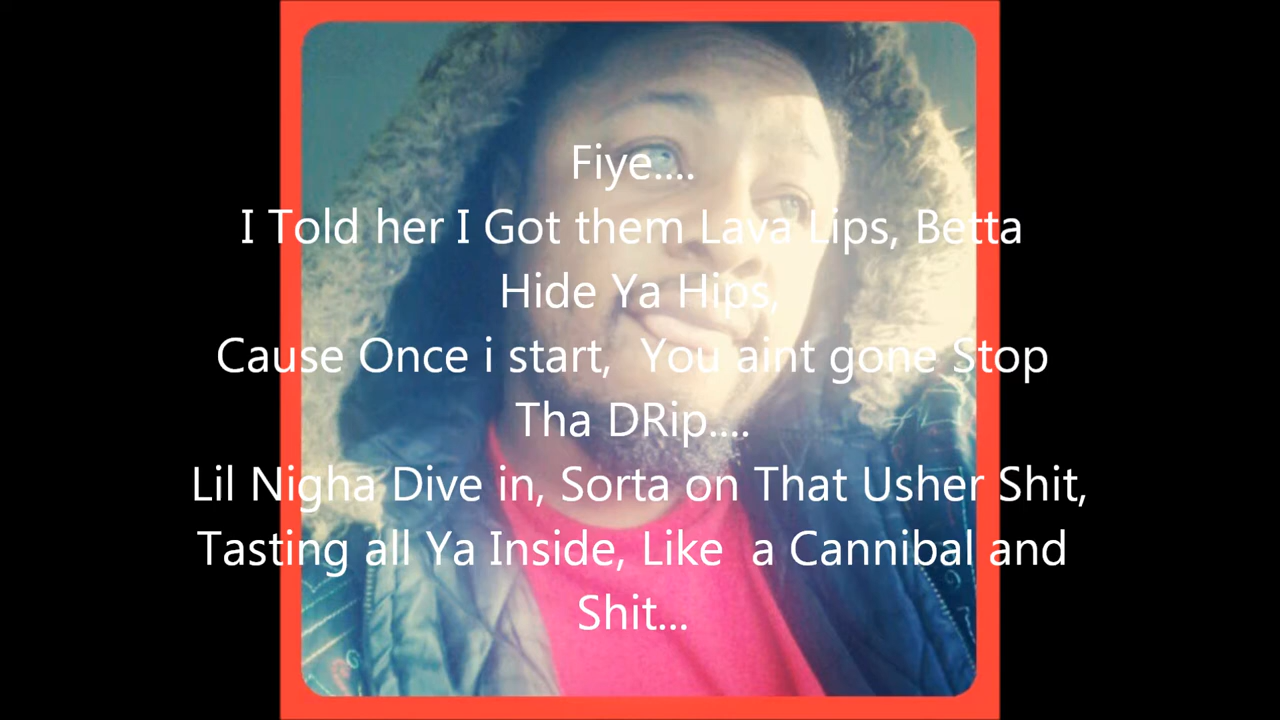 Fiye....
I Told her I Got them Lava Lips, Betta
Hide Ya Hips,
Cause Once i start,  You aint gone Stop
Tha DRip....
Lil Nigha Dive in, Sorta on That Usher Shit,
Tasting all Ya Inside, Like  a Cannibal and
Shit...